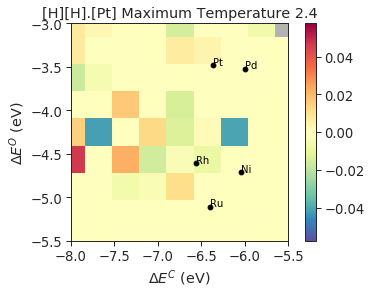 [H][H].[Pt] Maximum Temperature 2.4
−3.0
−3.5
−4.0
−4.5
−5.0
−5.5
ΔE^O (eV)
Pt
Pd
Rh
Ni
Ru
−8.0 −7.5 −7.0 −6.5 −6.0 −5.5
ΔE^C (eV)
0.04
0.02
0.00
−0.02
−0.04